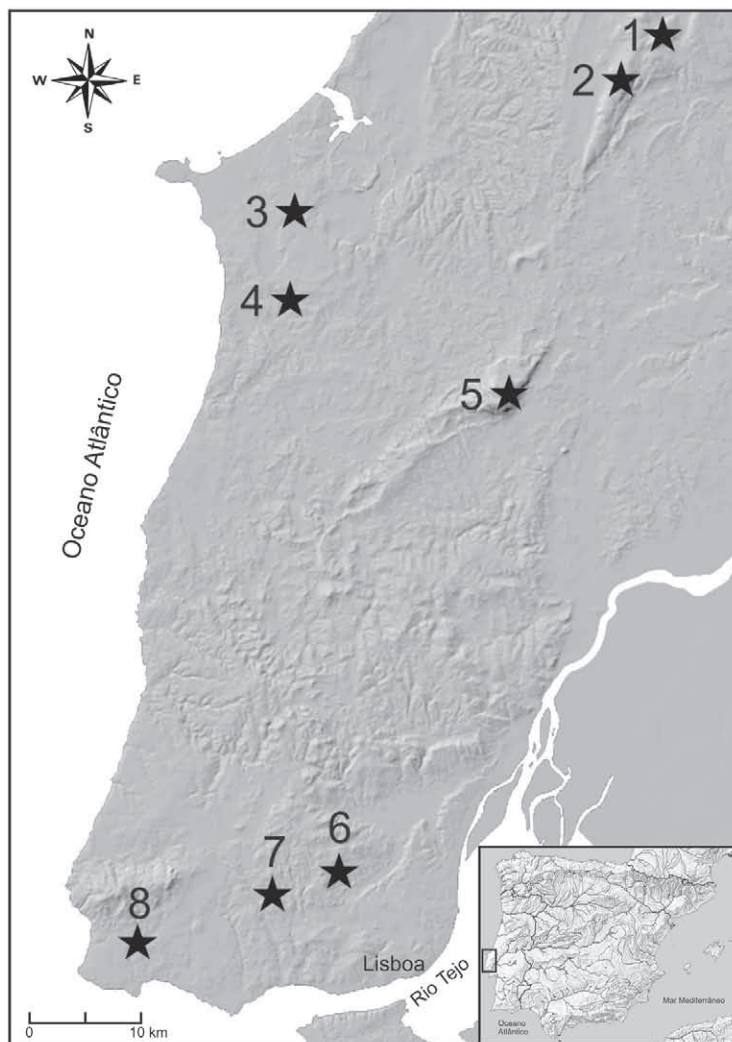 N
W E
S
1
2
3
4
5
Oceano Atlântico
6
7
8
Lisboa
Rio Tejo
0 10 km
Mar Mediterrâneo
Oceano
Atlântico